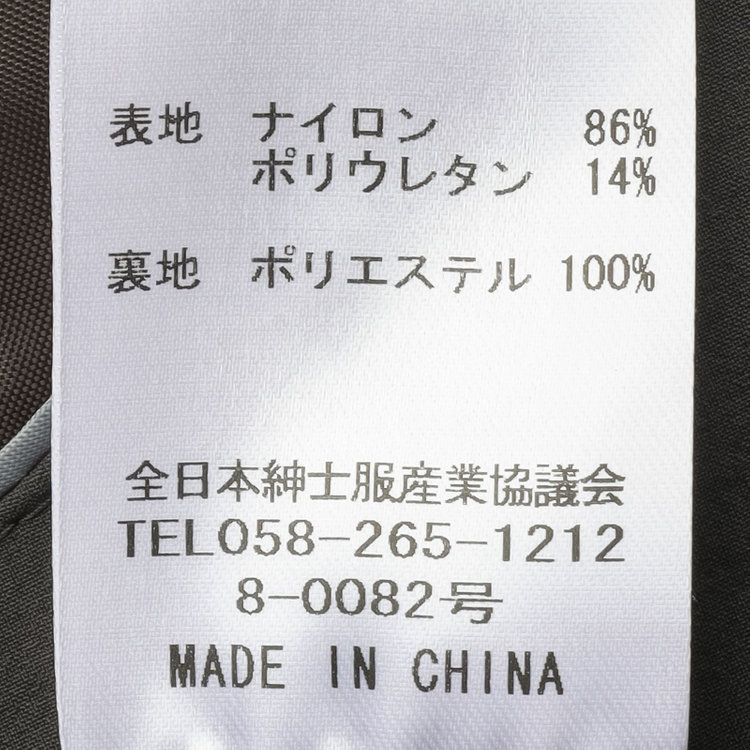 表地 ナイロン 86%
ポリウレタン 14%
裏地 ポリエステル 100%
全日本紳士服産業協議会
TEL058-265-1212
8-0082号
MADE IN CHINA